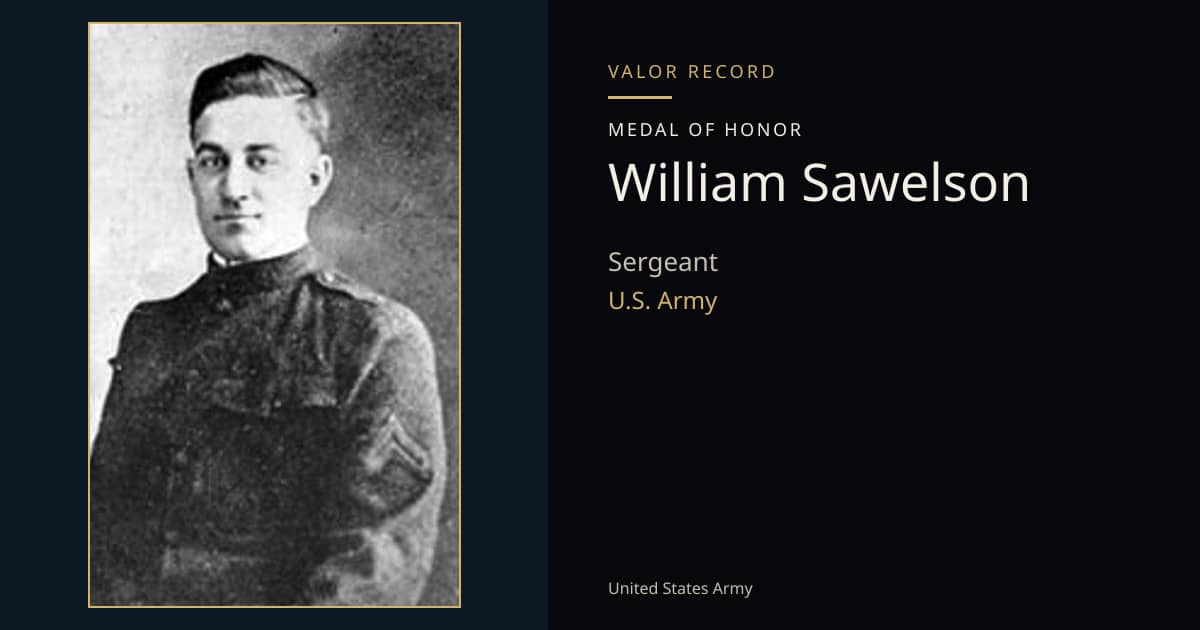 VALOR RECORD
MEDAL OF HONOR
William Sawelson
Sergeant
U.S. Army
United States Army